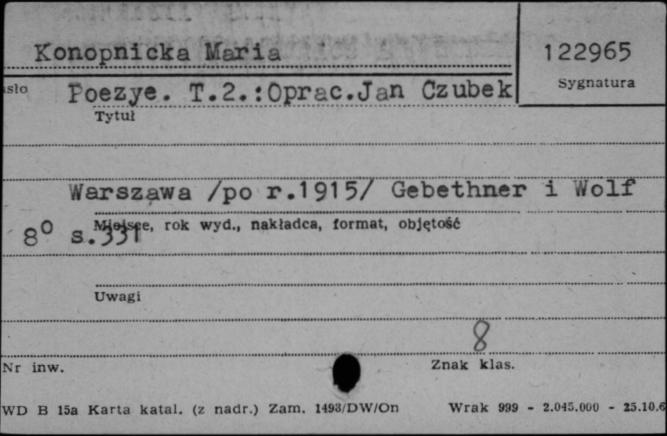 Konopnicka Maria
122965
Sygnatura
Poezye. T.2.:Oprac.Jan Czubek
Tytuł
Warszawa /po r.1915/ Gebethner i Wolf
Miejsce, rok wyd., nakładca, format, objętość
8⁰ s.331
Uwagi
8
Nr inw.
Znak klas.
WD B 15a Karta katal. (z nadr.) Zam. 1493/DW/On Wrak 999 - 2.045.000 - 25.10.6